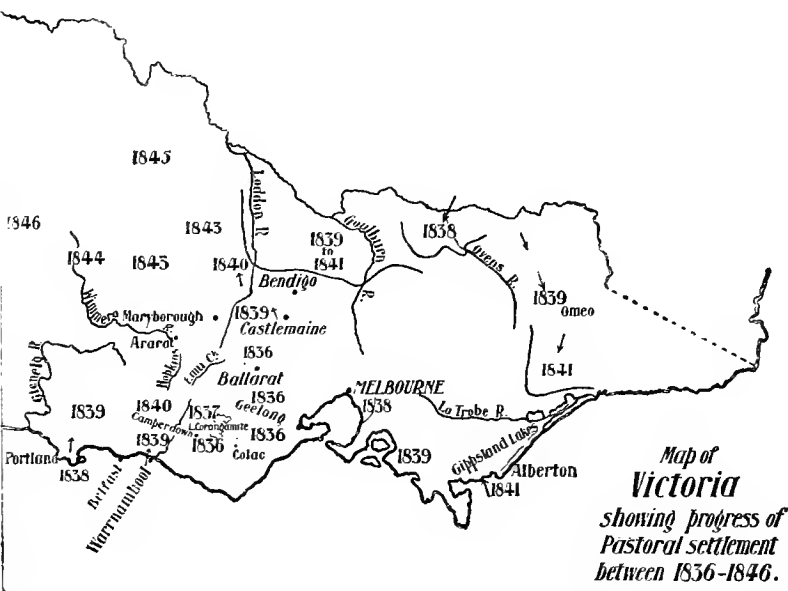 1845
1846
1843
Loddon R.
Goulburn
R.
1838
Ovens R.
1844
1845
1840
1839
to
1841
Bendigo
Wimmera
Maryborough
Ararat
1839
Castlemaine
1839
Omeo
Glenelg R.
Hopkins R.
Emu Ck.
1836
Ballarat
1841
MELBOURNE
1838
La Trobe R.
1839
1840
1837
1836
Geelong
Camperdown
L. Corangamite
1839
1836
1836
Colac
Portland
1838
Belfast
Warrnambool
1839
Gippsland Lakes
Alberton
1841
Map of
Victoria
showing progress of
Pastoral settlement
between 1836-1846.